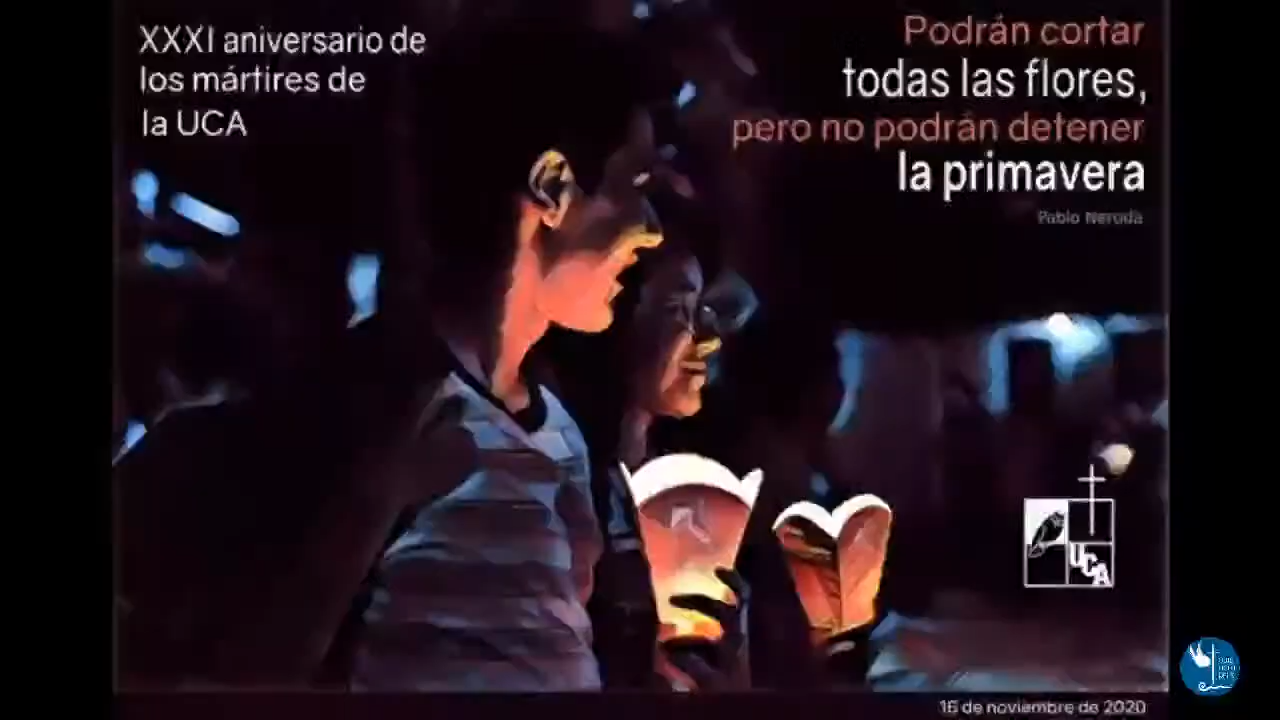 XXXI aniversario de
los mártires de
la UCA
Podrán cortar
todas las flores,
pero no podrán detener
la primavera
Pablo Neruda
UCA
16 de noviembre de 2020